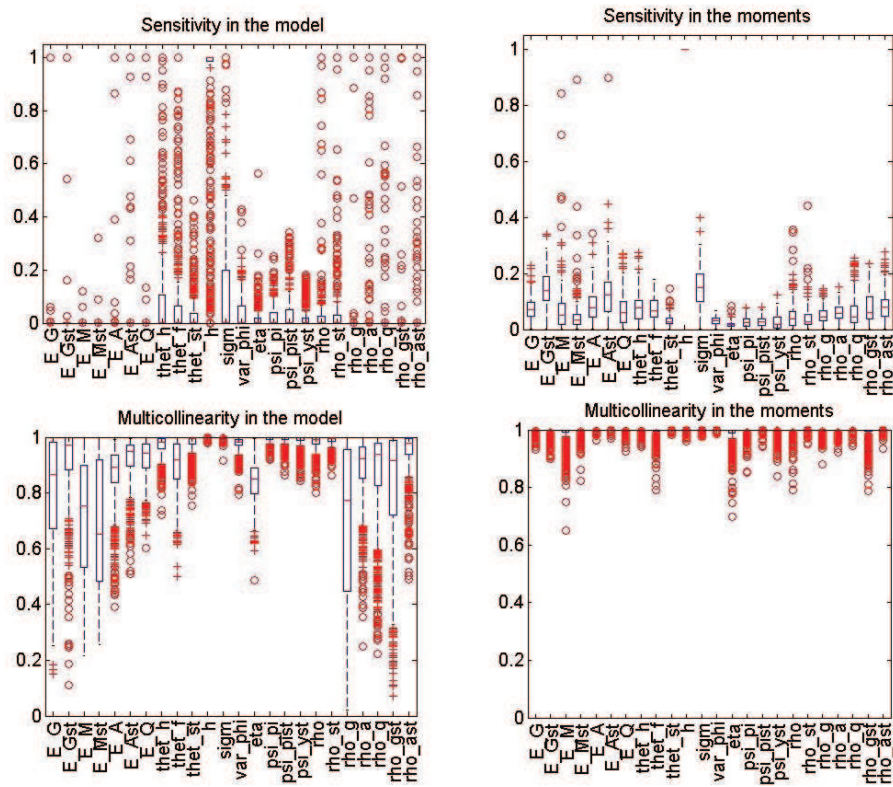 Sensitivity in the model
1
0.8
0.6
0.4
0.2
0
E_G
E_Gst
E_M
E_Mst
E_A
E_Ast
E_Q
thet_h
thet_f
thet_st
h
sigm
var_phi
eta
psi_pi
psi_pist
psi_yst
rho
rho_st
rho_g
rho_a
rho_q
rho_gst
rho_ast
Sensitivity in the moments
1
0.8
0.6
0.4
0.2
0
E_G
E_Gst
E_M
E_Mst
E_A
E_Ast
E_Q
thet_h
thet_f
thet_st
h
sigm
var_phi
eta
psi_pi
psi_pist
psi_yst
rho
rho_st
rho_g
rho_a
rho_q
rho_gst
rho_ast
Multicollinearity in the model
1
0.8
0.6
0.4
0.2
0
E_G
E_Gst
E_M
E_Mst
E_A
E_Ast
E_Q
thet_h
thet_f
thet_st
h
sigm
var_phi
eta
psi_pi
psi_pist
psi_yst
rho
rho_st
rho_g
rho_a
rho_q
rho_gst
rho_ast
Multicollinearity in the moments
1
0.8
0.6
0.4
0.2
0
E_G
E_Gst
E_M
E_Mst
E_A
E_Ast
E_Q
thet_h
thet_f
thet_st
h
sigm
var_phi
eta
psi_pi
psi_pist
psi_yst
rho
rho_st
rho_g
rho_a
rho_q
rho_gst
rho_ast